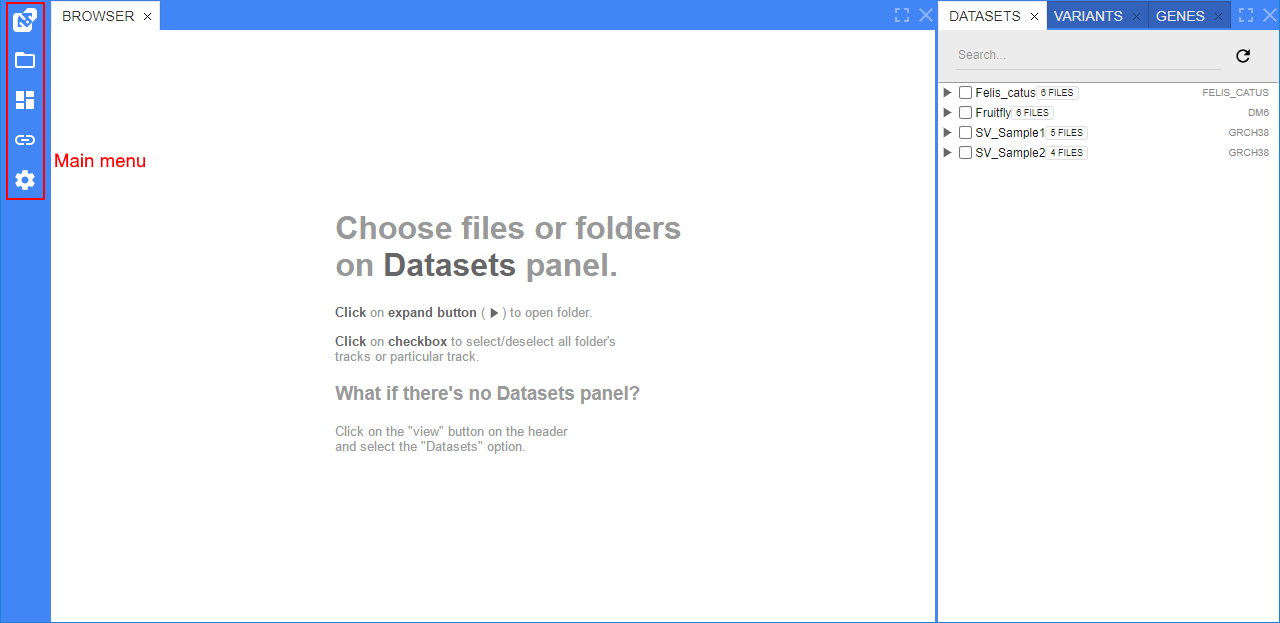 BROWSER
DATASETS VARIANTS GENES
Search...
Felis_catus 6 FILES FELIS_CATUS
Fruitfly 6 FILES DM6
SV_Sample1 5 FILES GRCH38
SV_Sample2 4 FILES GRCH38
Main menu
Choose files or folders
on Datasets panel.
Click on expand button ( ▶ ) to open folder.
Click on checkbox to select/deselect all folder's
tracks or particular track.
What if there's no Datasets panel?
Click on the "view" button on the header
and select the "Datasets" option.